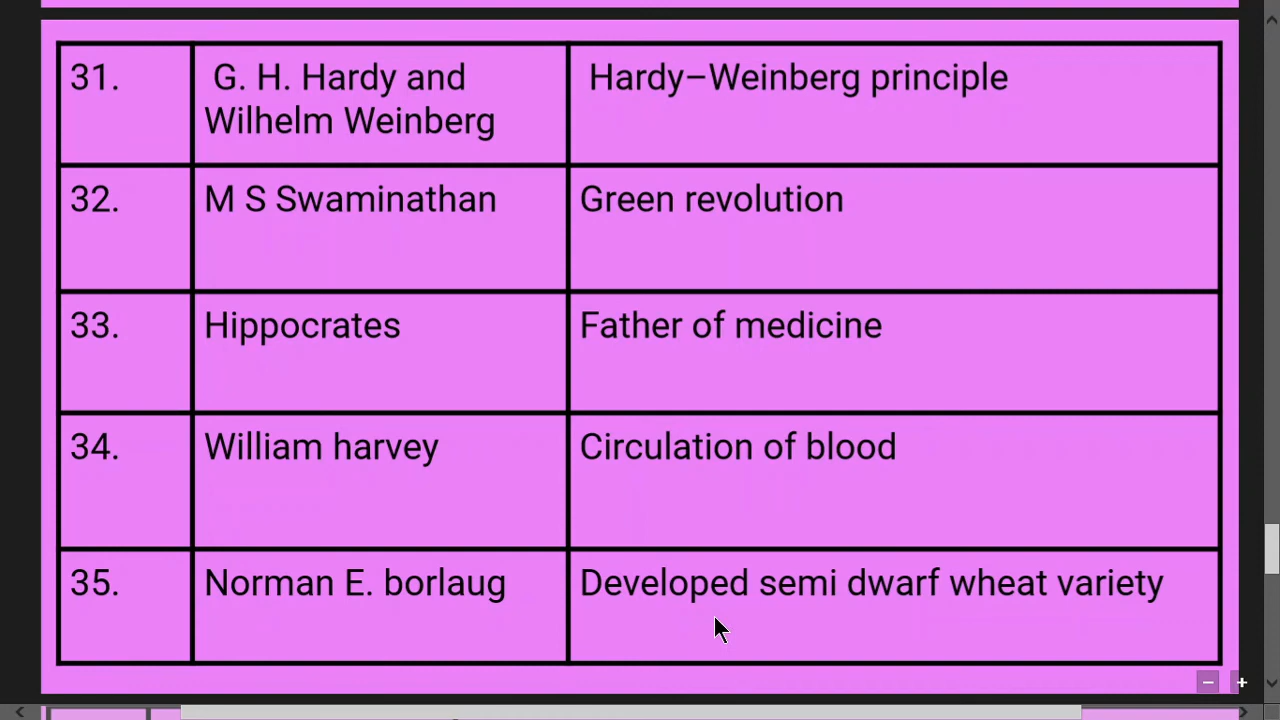 31.
G. H. Hardy and
Wilhelm Weinberg
Hardy–Weinberg principle
32.
M S Swaminathan
Green revolution
33.
Hippocrates
Father of medicine
34.
William harvey
Circulation of blood
35.
Norman E. borlaug
Developed semi dwarf wheat variety